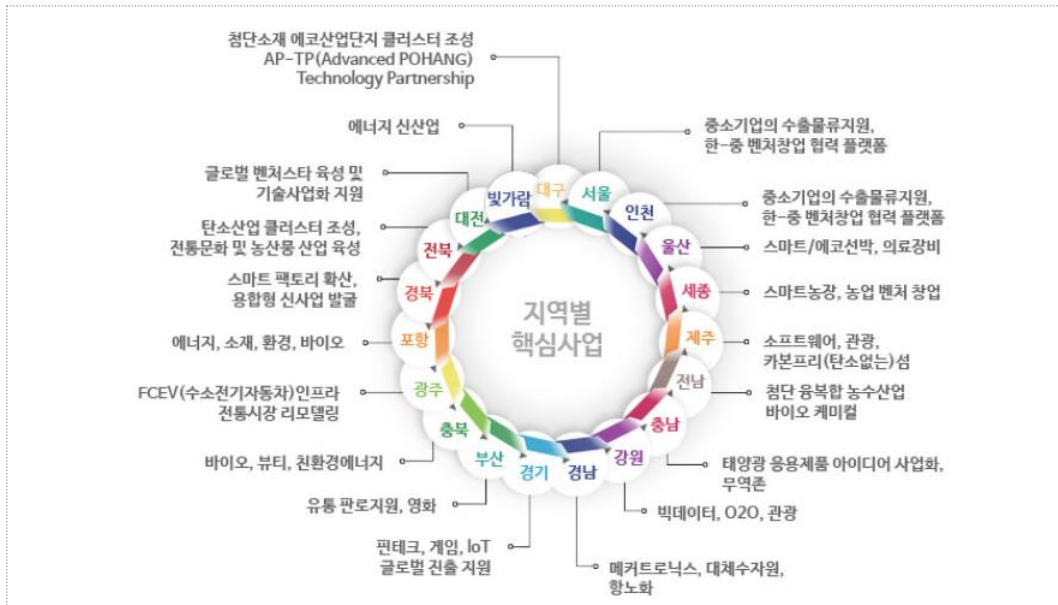 첨단소재 에코산업단지 클러스터 조성
AP-TP(Advanced POHANG)
Technology Partnership
에너지 신산업
글로벌 벤처스타 육성 및
기술사업화 지원
탄소산업 클러스터 조성,
전통문화 및 농산물 산업 육성
스마트 팩토리 확산,
융합형 신사업 발굴
에너지, 소재, 환경, 바이오
FCEV(수소전기자동차)인프라
전통시장 리모델링
바이오, 뷰티, 친환경에너지
유통 판로지원, 영화
핀테크, 게임, IoT
글로벌 진출 지원
중소기업의 수출물류지원,
한-중 벤처창업 협력 플랫폼
중소기업의 수출물류지원,
한-중 벤처창업 협력 플랫폼
스마트/에코선박, 의료장비
스마트농장, 농업 벤처 창업
소프트웨어, 관광,
카본프리(탄소없는)섬
첨단 융복합 농수산업
바이오 케미컬
태양광 응용제품 아이디어 사업화,
무역존
빅데이터, O2O, 관광
메커트로닉스, 대체수자원,
항노화
대구
서울
인천
울산
세종
제주
전남
충남
강원
경남
경기
부산
충북
광주
포항
경북
전북
대전
빛가람
지역별
핵심사업